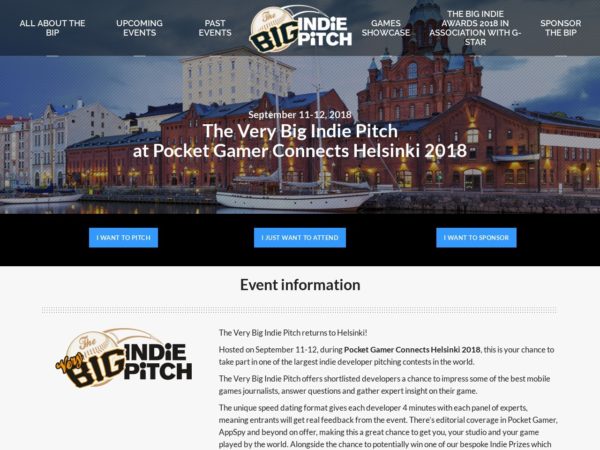 ALL ABOUT THE BIP
UPCOMING EVENTS
PAST EVENTS
The BIG INDIE PITCH
GAMES SHOWCASE
THE BIG INDIE AWARDS 2018 IN ASSOCIATION WITH G-STAR
SPONSOR THE BIP
September 11-12, 2018
The Very Big Indie Pitch
at Pocket Gamer Connects Helsinki 2018
I WANT TO PITCH
I JUST WANT TO ATTEND
I WANT TO SPONSOR
Event information
The Very BIG INDIE PITCH
The Very Big Indie Pitch returns to Helsinki!
Hosted on September 11-12, during Pocket Gamer Connects Helsinki 2018, this is your chance to
take part in one of the largest indie developer pitching contests in the world.
The Very Big Indie Pitch offers shortlisted developers a chance to impress some of the best mobile
games journalists, answer questions and gather expert insight on their game.
The unique speed dating format gives each developer 4 minutes with each panel of experts,
meaning entrants will get real feedback from the event. There's editorial coverage in Pocket Gamer,
AppSpy and beyond on offer, making this a great chance to get you, your studio and your game
played by the world. Alongside the chance to potentially win one of our bespoke Indie Prizes which